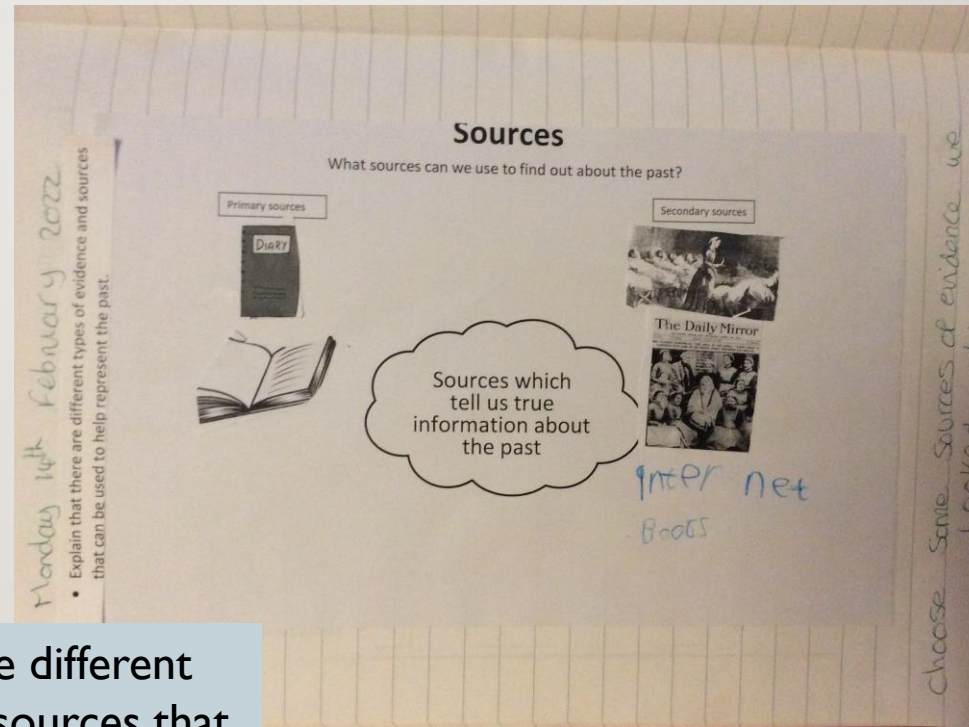 Monday 14th February 2022
• Explain that there are different types of evidence and sources
that can be used to help represent the past.
Sources
What sources can we use to find out about the past?
Primary sources
DIARY
Secondary sources
The Daily Mirror
Sources which
tell us true
information about
the past
Inter net
Books
choose some sources of evidence we
e different
sources that